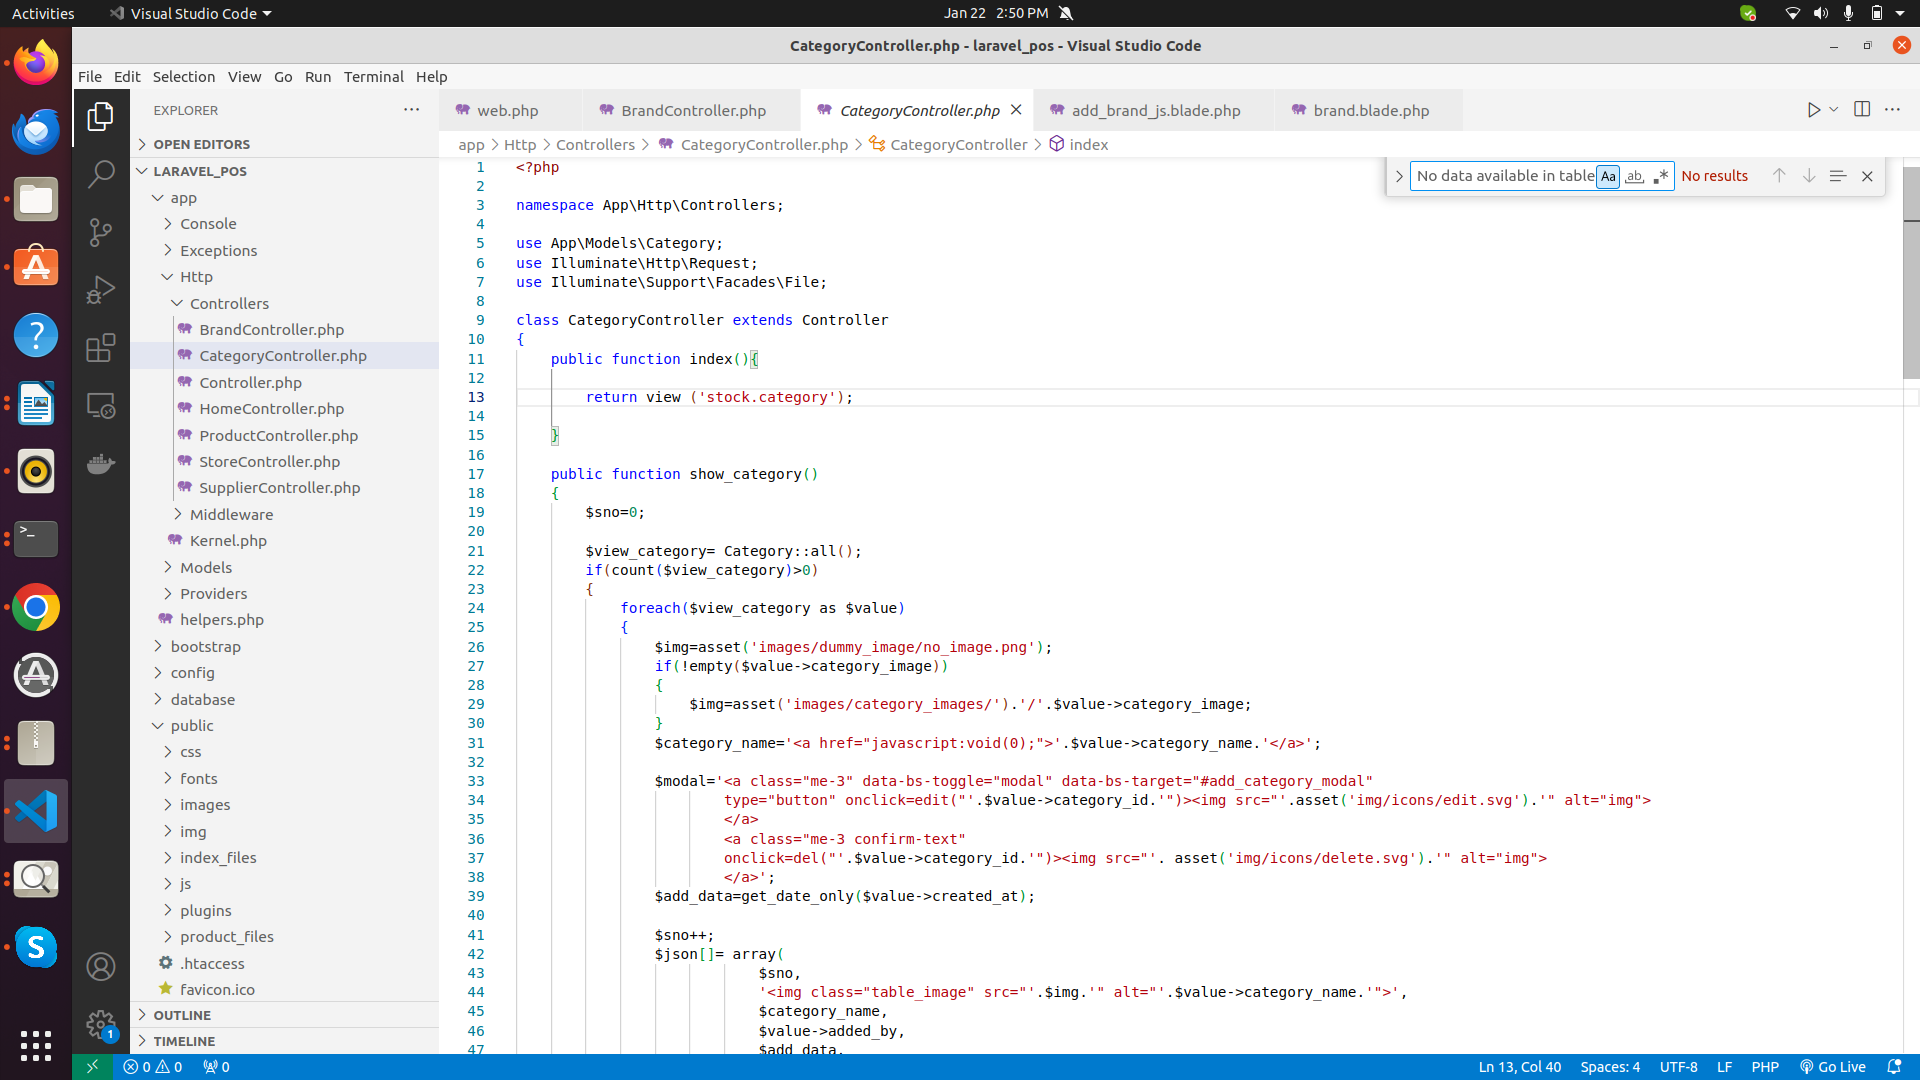 Activities
Visual Studio Code
Jan 22 2:50 PM
CategoryController.php - laravel_pos - Visual Studio Code
File Edit Selection View Go Run Terminal Help
EXPLORER
OPEN EDITORS
LARAVEL_POS
app
Console
Exceptions
Http
Controllers
BrandController.php
CategoryController.php
Controller.php
HomeController.php
ProductController.php
StoreController.php
SupplierController.php
Middleware
Kernel.php
Models
Providers
helpers.php
bootstrap
config
database
public
css
fonts
images
img
index_files
js
plugins
product_files
.htaccess
favicon.ico
OUTLINE
TIMELINE
web.php
BrandController.php
CategoryController.php
add_brand_js.blade.php
brand.blade.php
app > Http > Controllers > CategoryController.php > CategoryController > index
No data available in table
Aa ab .*
No results
1 <?php
2
3 namespace App\Http\Controllers;
4
5 use App\Models\Category;
6 use Illuminate\Http\Request;
7 use Illuminate\Support\Facades\File;
8
9 class CategoryController extends Controller
10 {
11 public function index(){
12
13 return view ('stock.category');
14
15 }
16
17 public function show_category()
18 {
19 $sno=0;
20
21 $view_category= Category::all();
22 if(count($view_category)>0)
23 {
24 foreach($view_category as $value)
25 {
26 $img=asset('images/dummy_image/no_image.png');
27 if(!empty($value->category_image))
28 {
29 $img=asset('images/category_images/').'/'.$value->category_image;
30 }
31 $category_name='<a href="javascript:void(0);">'.$value->category_name.'</a>';
32
33 $modal='<a class="me-3" data-bs-toggle="modal" data-bs-target="#add_category_modal"
34 type="button" onclick=edit("'.$value->category_id.'")><img src="'.asset('img/icons/edit.svg').'" alt="img">
35 </a>
36 <a class="me-3 confirm-text"
37 onclick=del("'.$value->category_id.'")><img src="'. asset('img/icons/delete.svg').'" alt="img">
38 </a>';
39 $add_data=get_date_only($value->created_at);
40
41 $sno++;
42 $json[]= array(
43 $sno,
44 '<img class="table_image" src="'.$img.'" alt="'.$value->category_name.'">',
45 $category_name,
46 $value->added_by,
47 $add_data,
1
0 0 0
Ln 13, Col 40 Spaces: 4 UTF-8 LF PHP Go Live